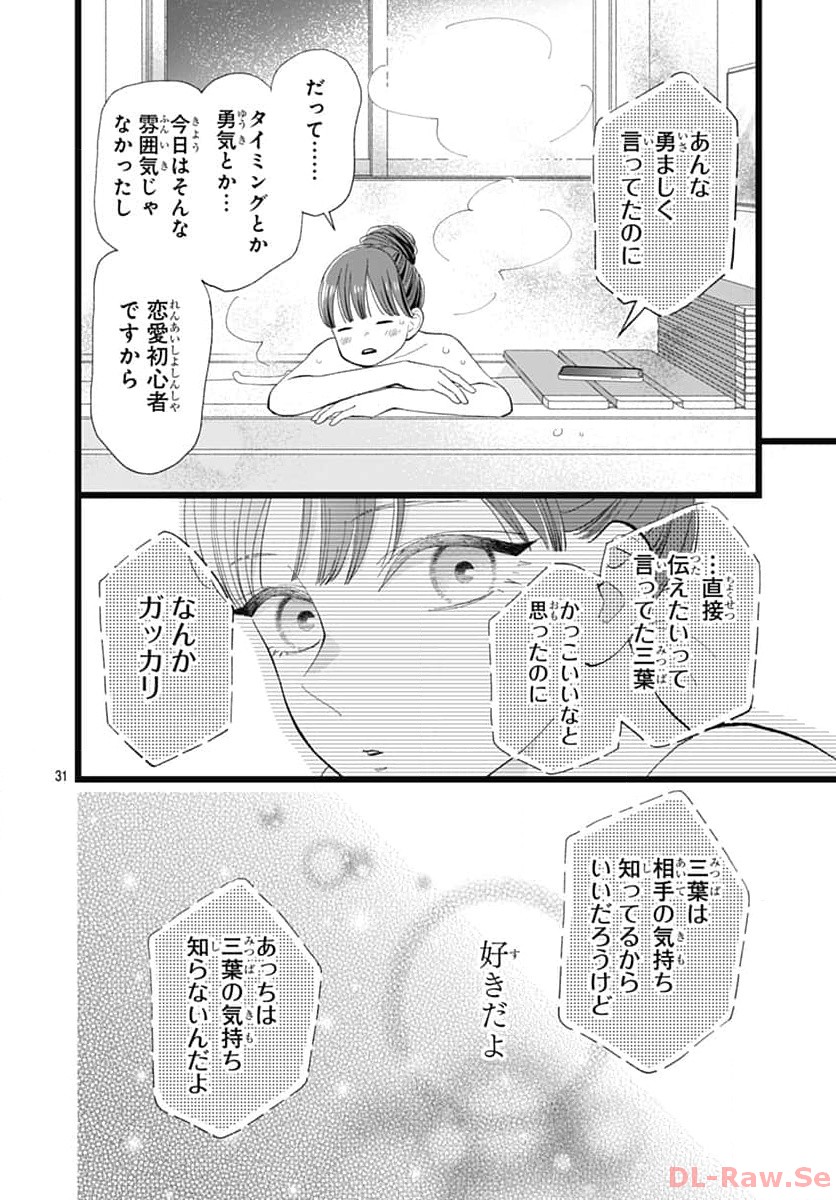 あんな
勇ましく
言ってたのに
だって……
タイミングとか
勇気とか…
今日はそんな
雰囲気じゃ
なかったし
恋愛初心者
ですから
…直接
伝えたいって
言ってた三葉
かっこいいなと
思ったのに
なんか
ガッカリ
31
三葉は
相手の気持ち
知ってるから
いいだろうけど
好きだよ
あっちは
三葉の気持ち
知らないんだよ
DL-Raw.Se